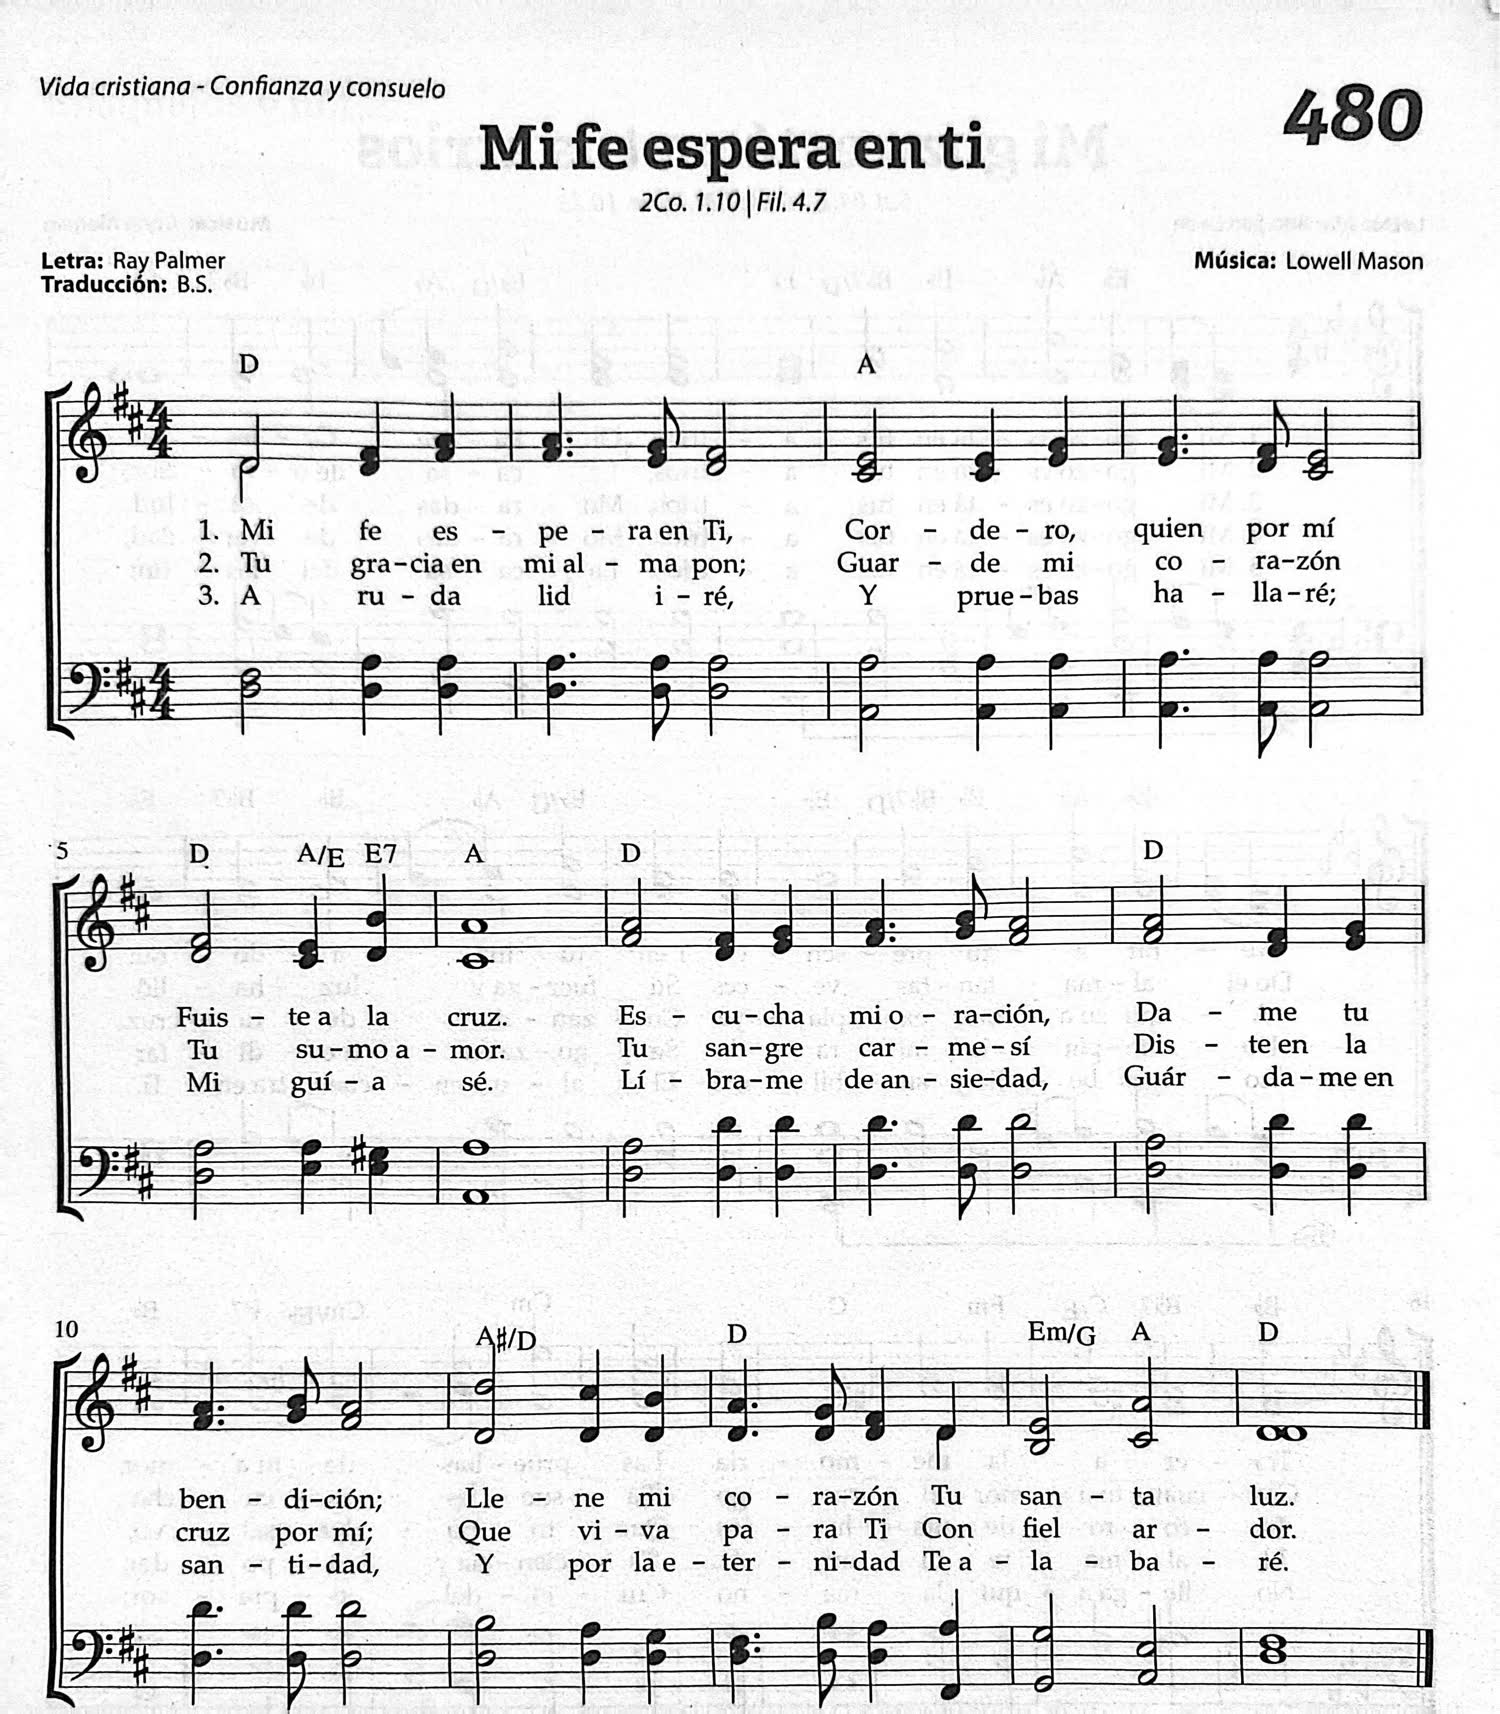 Vida cristiana - Confianza y consuelo
480
Mi fe espera en ti
2Co. 1.10 | Fil. 4.7
Letra: Ray Palmer
Música: Lowell Mason
Traducción: B.S.
D A
4 4
1. Mi fe es – pe – ra en Ti, Cor – de – ro, quien por mí
2. Tu gra – cia en mi al – ma pon; Guar – de mi co – ra – zón
3. A ru – da lid i – ré, Y prue – bas ha – lla – ré;
4 4
5 D A/E E7 A D D
Fuis – te a la cruz. Es – cu – cha mi o – ra – ción, Da – me tu
Tu su – mo a – mor. Tu san – gre car – me – sí Dis – te en la
Mi guí – a sé. Lí – bra – me de an – sie – dad, Guár – da – me en
10 A♯/D D Em/G A D
ben – di – ción; Lle – ne mi co – ra – zón Tu san – ta luz.
cruz por mí; Que vi – va pa – ra Ti Con fiel ar – dor.
san – ti – dad, Y por la e – ter – ni – dad Te a – la – ba – ré.